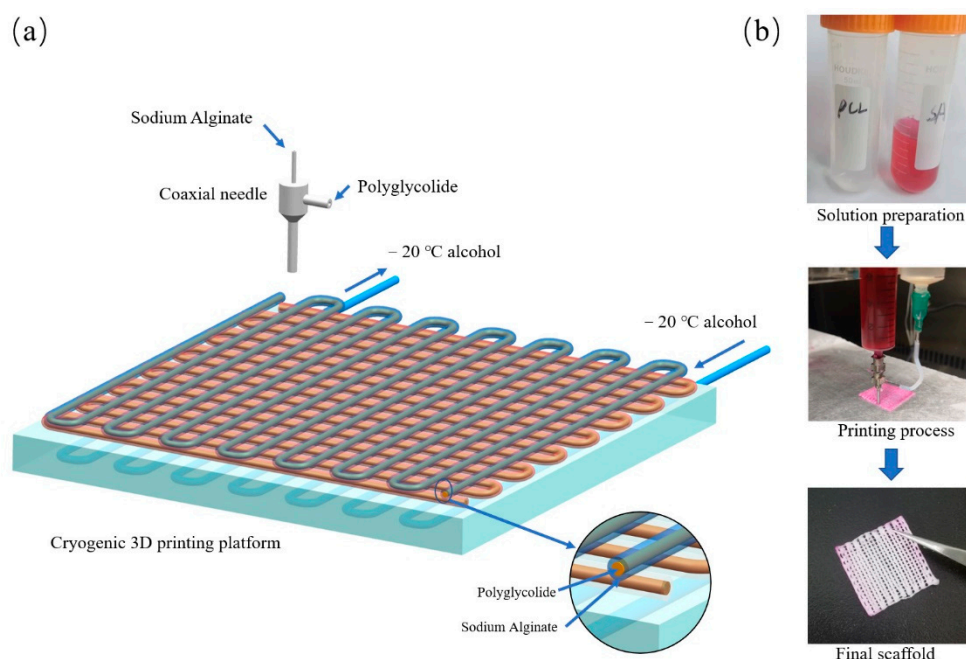 (a)
Sodium Alginate
Coaxial needle
Polyglycolide
– 20 °C alcohol
– 20 °C alcohol
Cryogenic 3D printing platform
Polyglycolide
Sodium Alginate
(b)
PCL
SA
Solution preparation
Printing process
Final scaffold